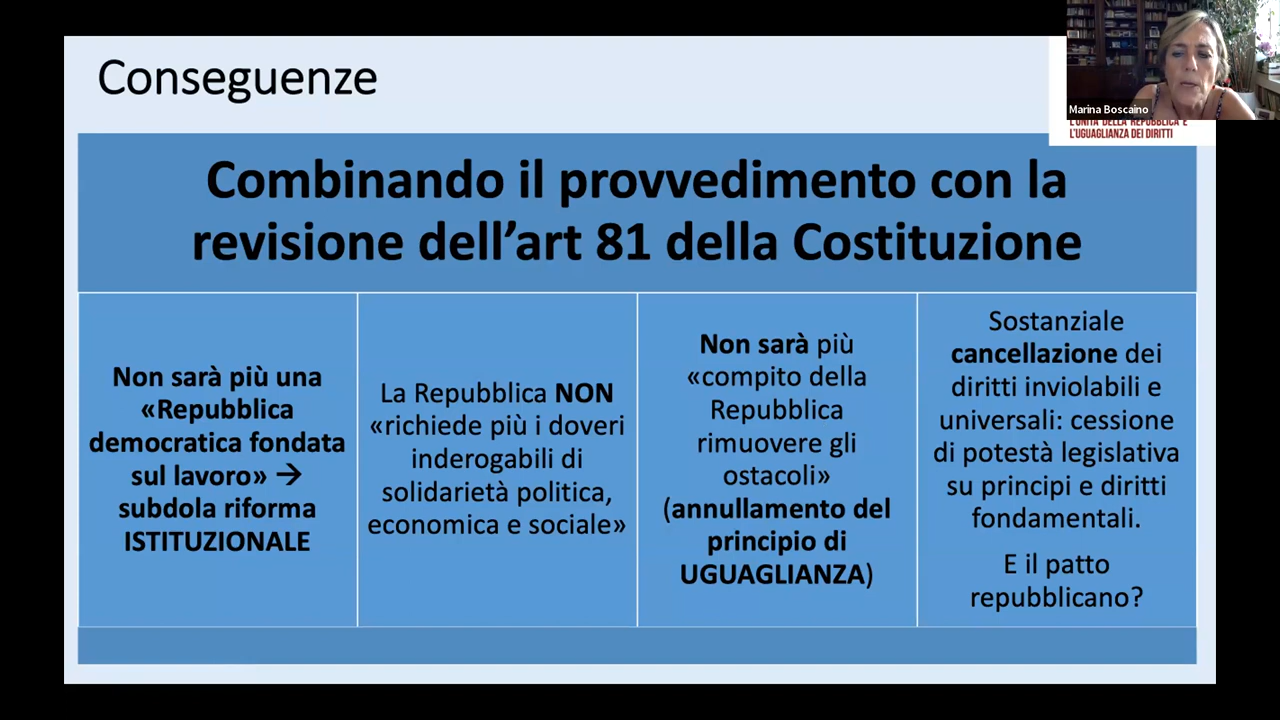 Conseguenze
Marina Boscaino
L'UNITÀ DELLA REPUBBLICA E
L'UGUAGLIANZA DEI DIRITTI
Combinando il provvedimento con la
revisione dell'art 81 della Costituzione
Non sarà più una
«Repubblica
democratica fondata
sul lavoro» →
subdola riforma
ISTITUZIONALE
La Repubblica NON
«richiede più i doveri
inderogabili di
solidarietà politica,
economica e sociale»
Non sarà più
«compito della
Repubblica
rimuovere gli
ostacoli»
(annullamento del
principio di
UGUAGLIANZA)
Sostanziale
cancellazione dei
diritti inviolabili e
universali: cessione
di potestà legislativa
su principi e diritti
fondamentali.
E il patto
repubblicano?